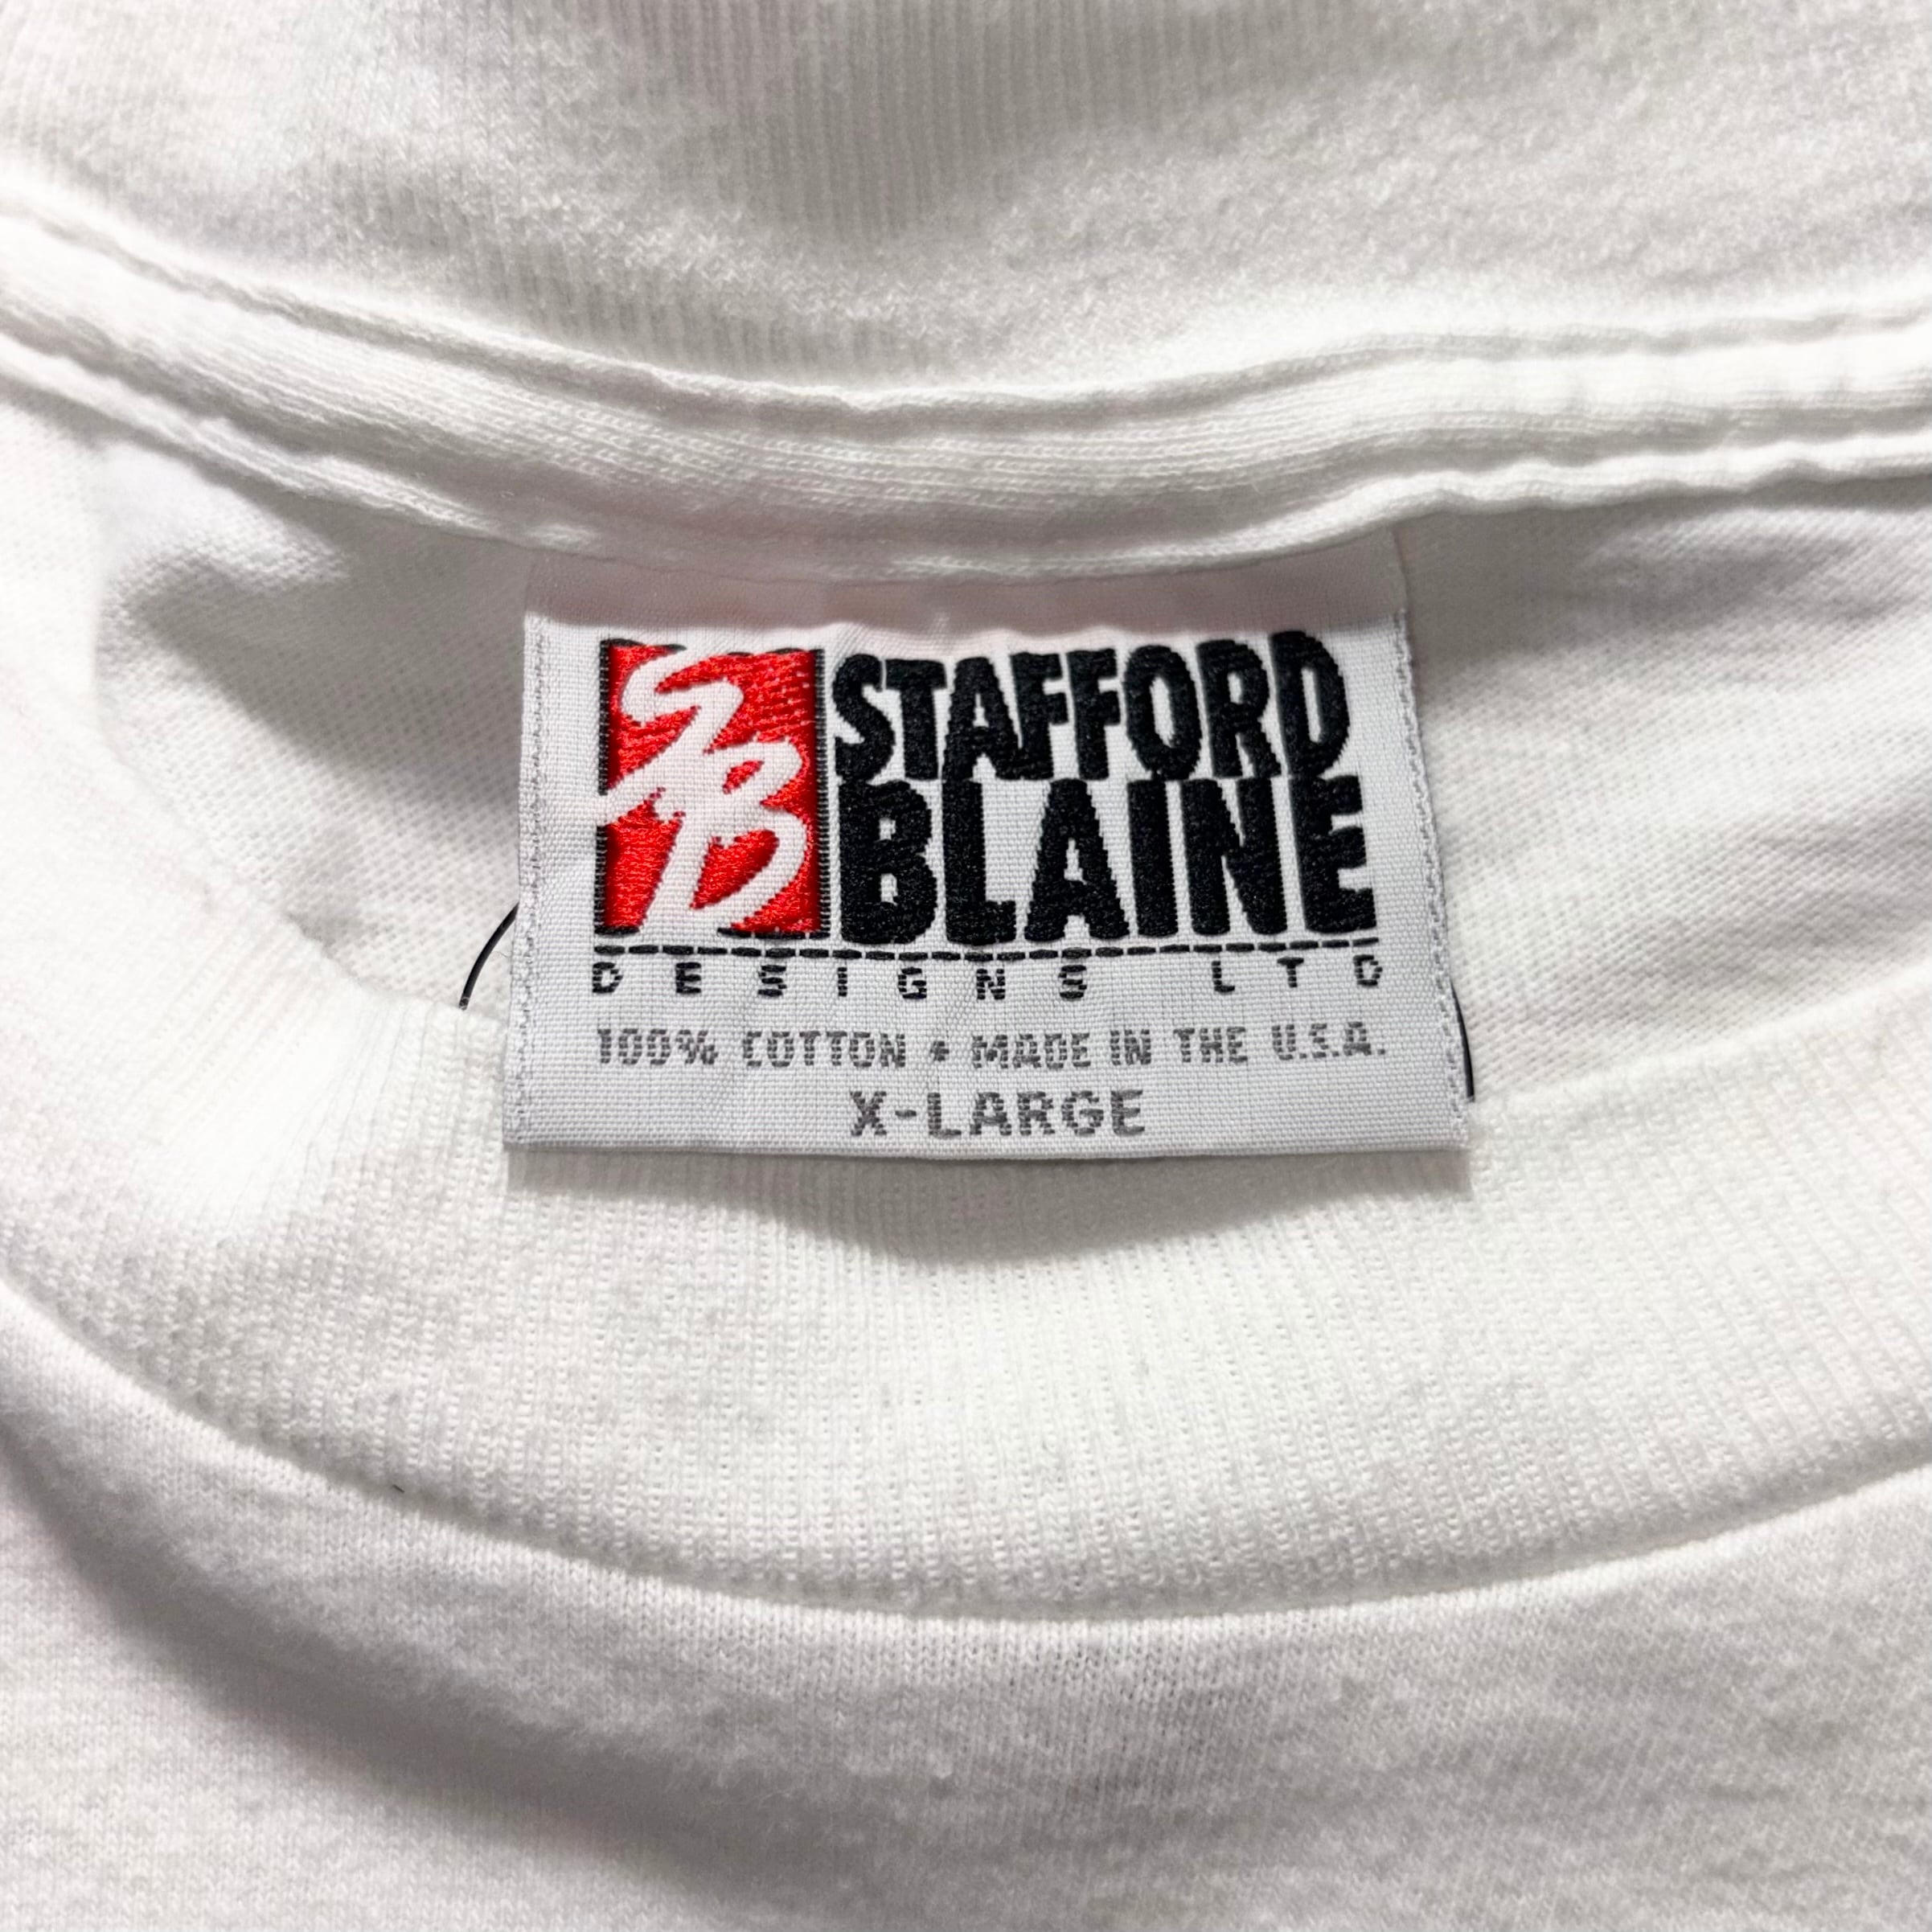 SB STAFFORD
BLAINE
DESIGNS LTD
100% COTTON • MADE IN THE U.S.A.
X-LARGE